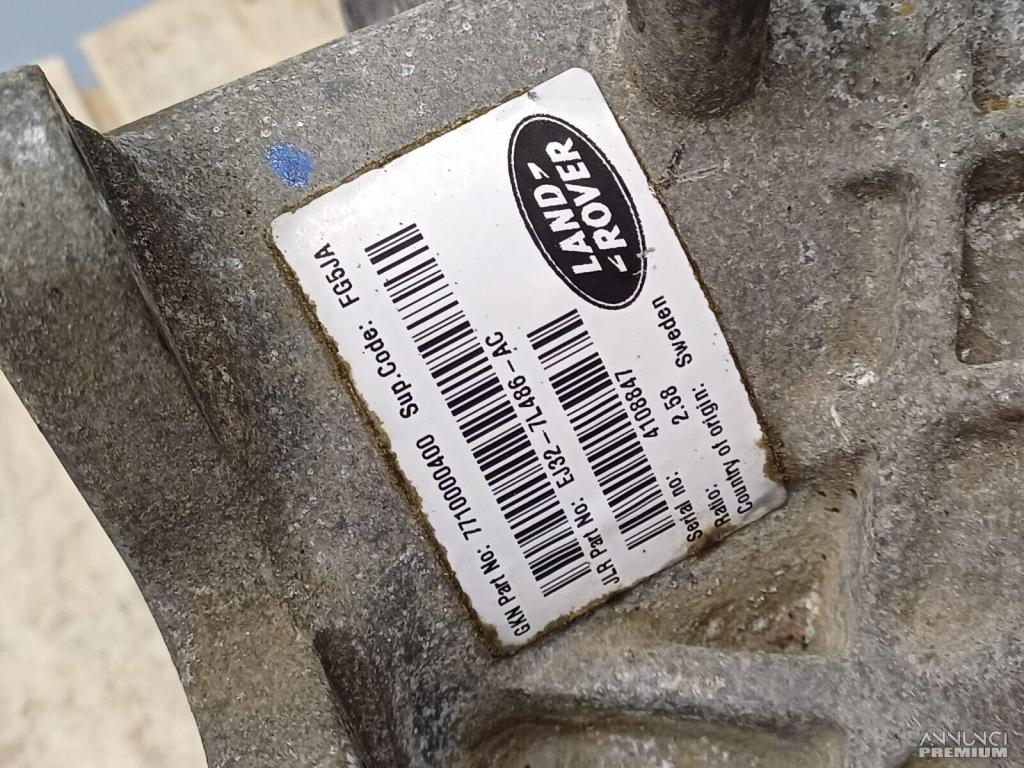 LAND-
-ROVER
GKN Part No: 7710000400 Sup.Code: FG5JA
JLR Part No: EJ32-7L486-AC
Serial no: 4108847
Ratio: 2.58
Country of origin: Sweden
ANNUNCI
PREMIUM